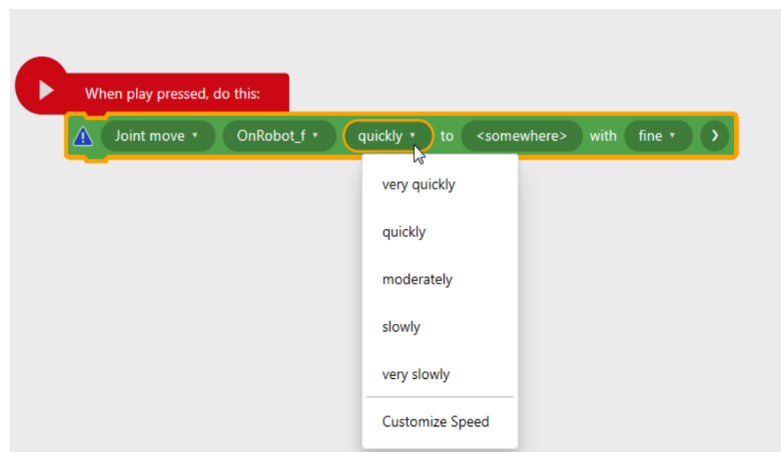 When play pressed, do this:
Joint move OnRobot_f quickly to <somewhere> with fine
very quickly
quickly
moderately
slowly
very slowly
Customize Speed